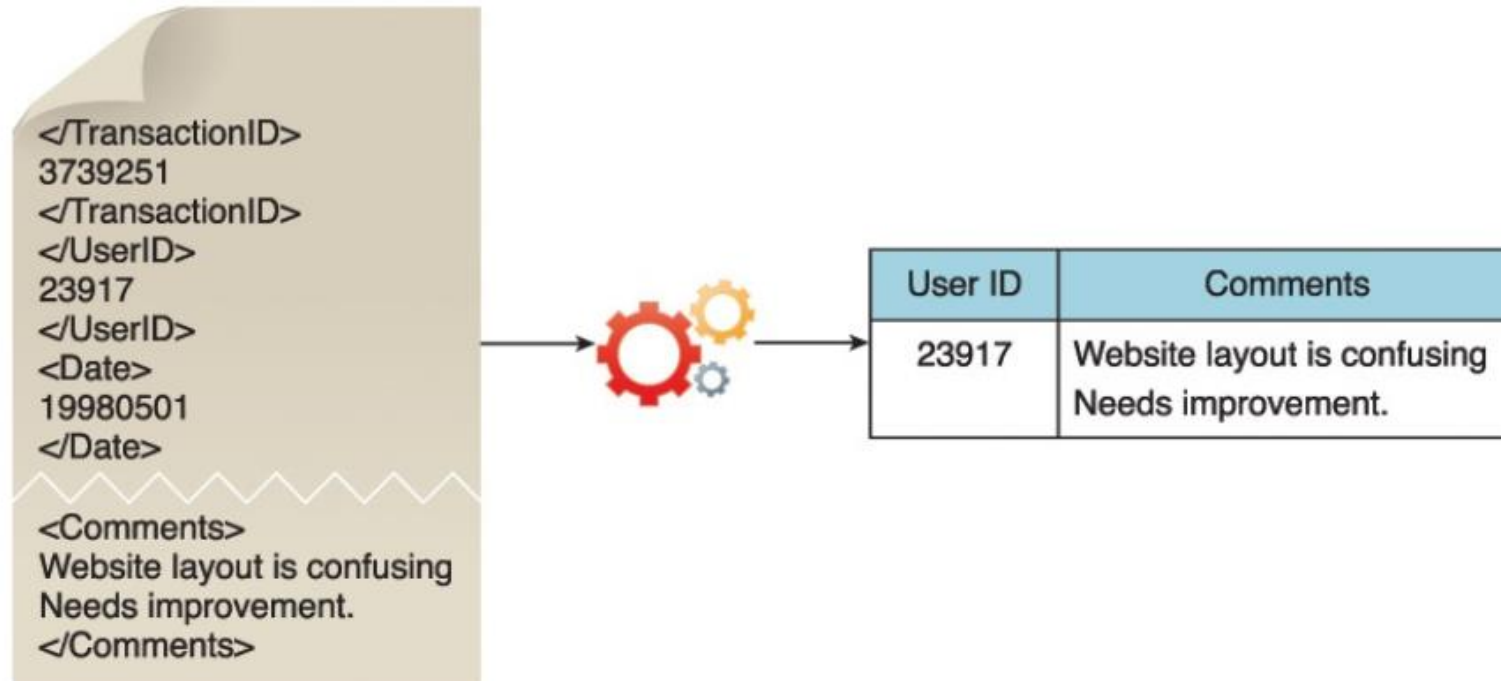 </TransactionID>
3739251
</TransactionID>
</UserID>
23917
</UserID>
<Date>
19980501
</Date>
<Comments>
Website layout is confusing
Needs improvement.
</Comments>
User ID Comments
23917 Website layout is confusing
Needs improvement.